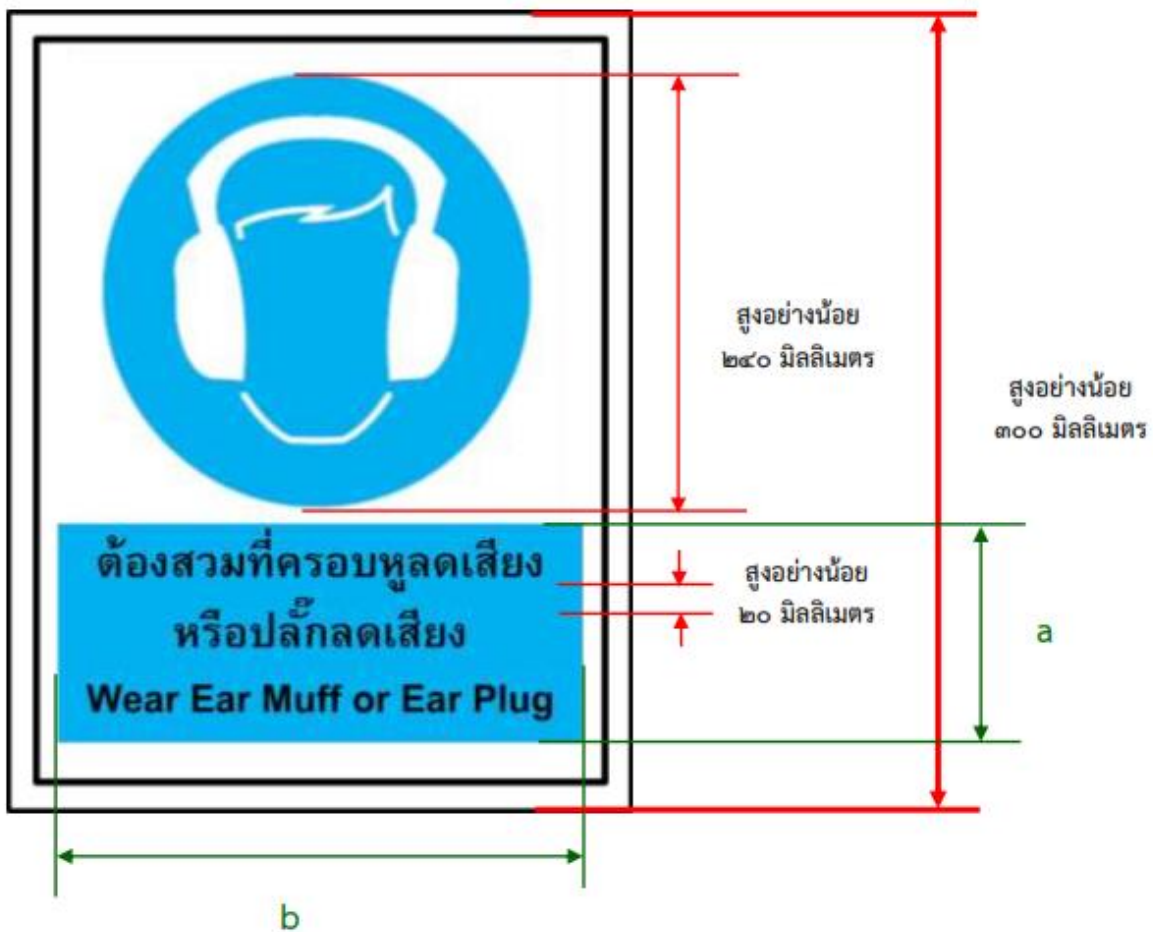 สูงอย่างน้อย
๒๔๐ มิลลิเมตร
สูงอย่างน้อย
๓๐๐ มิลลิเมตร
ต้องสวมที่ครอบหูลดเสียง
หรือปลั๊กลดเสียง
Wear Ear Muff or Ear Plug
สูงอย่างน้อย
๒๐ มิลลิเมตร
a
b